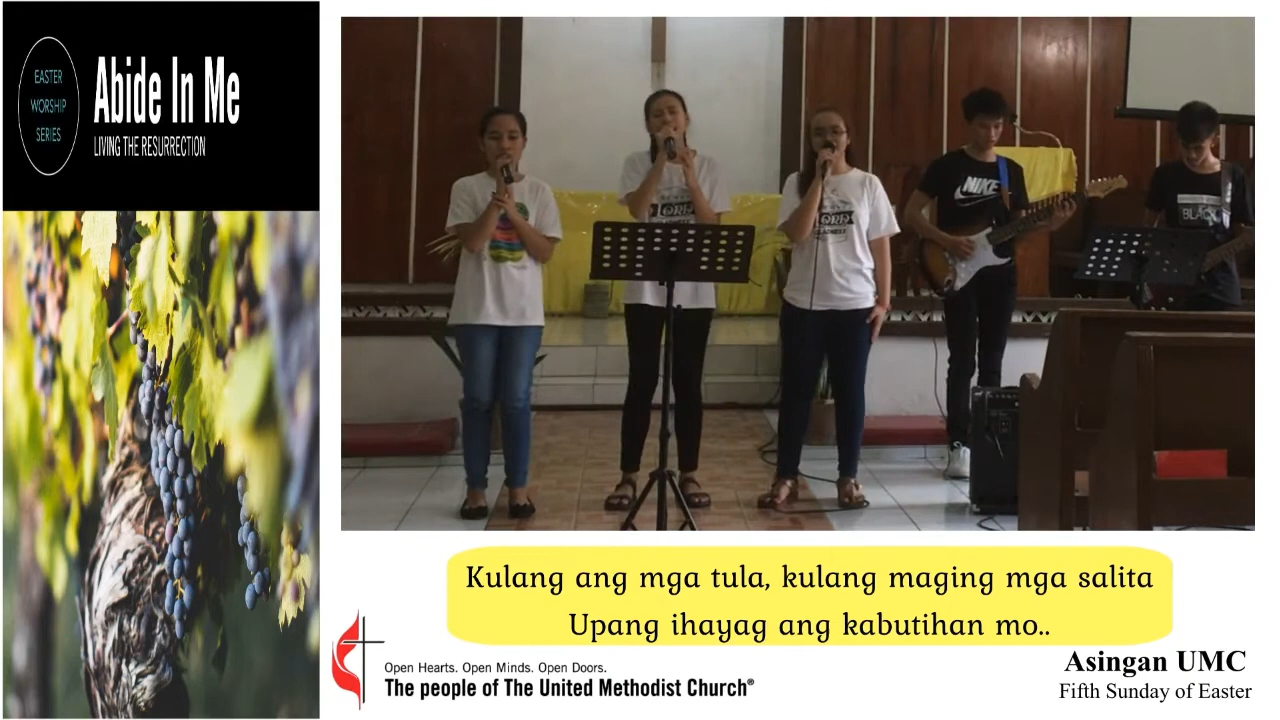 EASTER
WORSHIP
SERIES
Abide In Me
LIVING THE RESURRECTION
NIKE
LORD
BLACK
Kulang ang mga tula, kulang maging mga salita
Upang ihayag ang kabutihan mo..
Open Hearts. Open Minds. Open Doors.
The people of The United Methodist Church®
Asingan UMC
Fifth Sunday of Easter